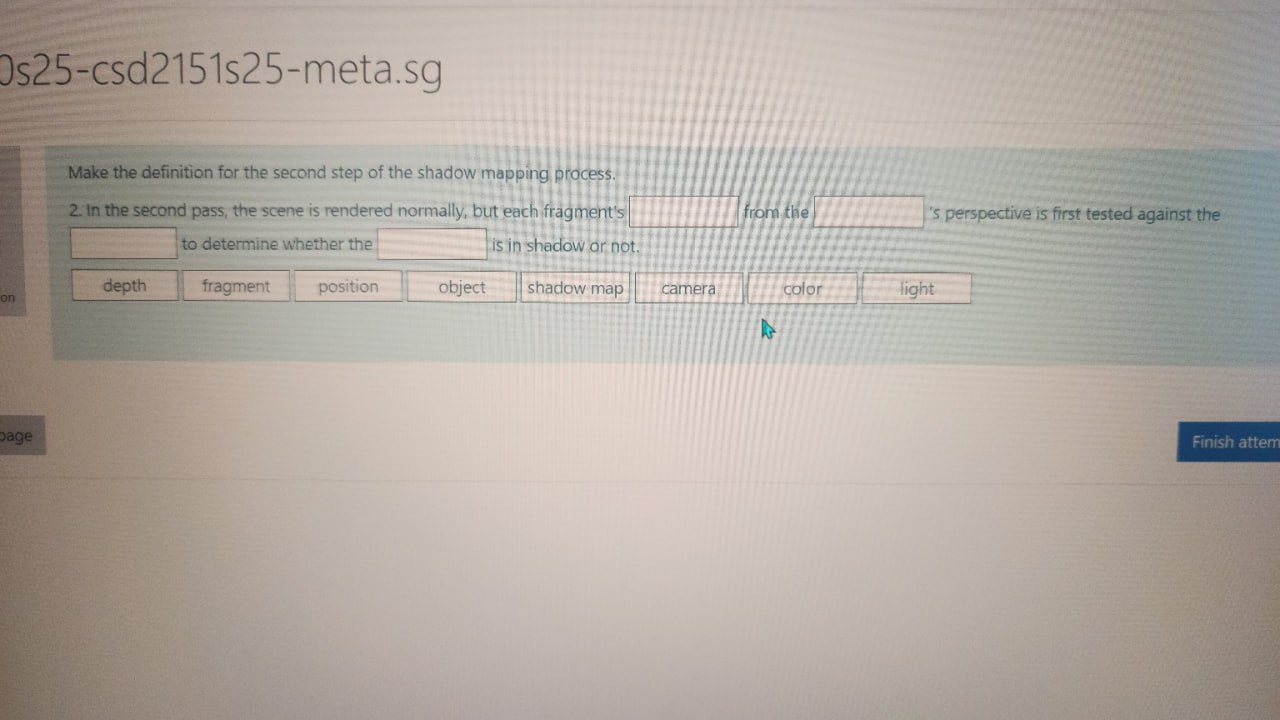 0s25-csd2151s25-meta.sg
Make the definition for the second step of the shadow mapping process.
2. In the second pass, the scene is rendered normally, but each fragment's from the 's perspective is first tested against the
to determine whether the is in shadow or not.
depth fragment position object shadow map camera color light
on
page
Finish attem